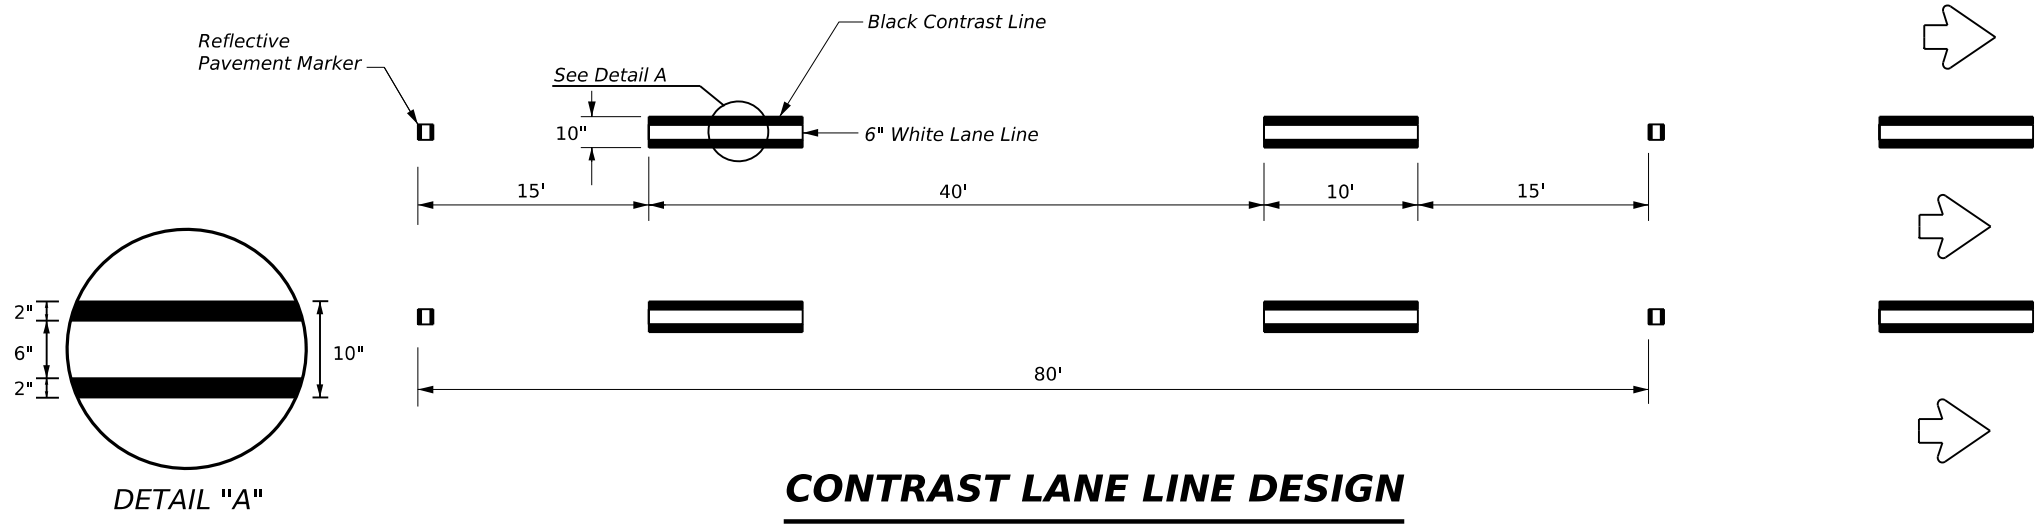 Black Contrast Line
Reflective
Pavement Marker
See Detail A
10"
6" White Lane Line
15'
40'
10'
15'
2"
6"
2"
10"
80'
DETAIL "A"
CONTRAST LANE LINE DESIGN